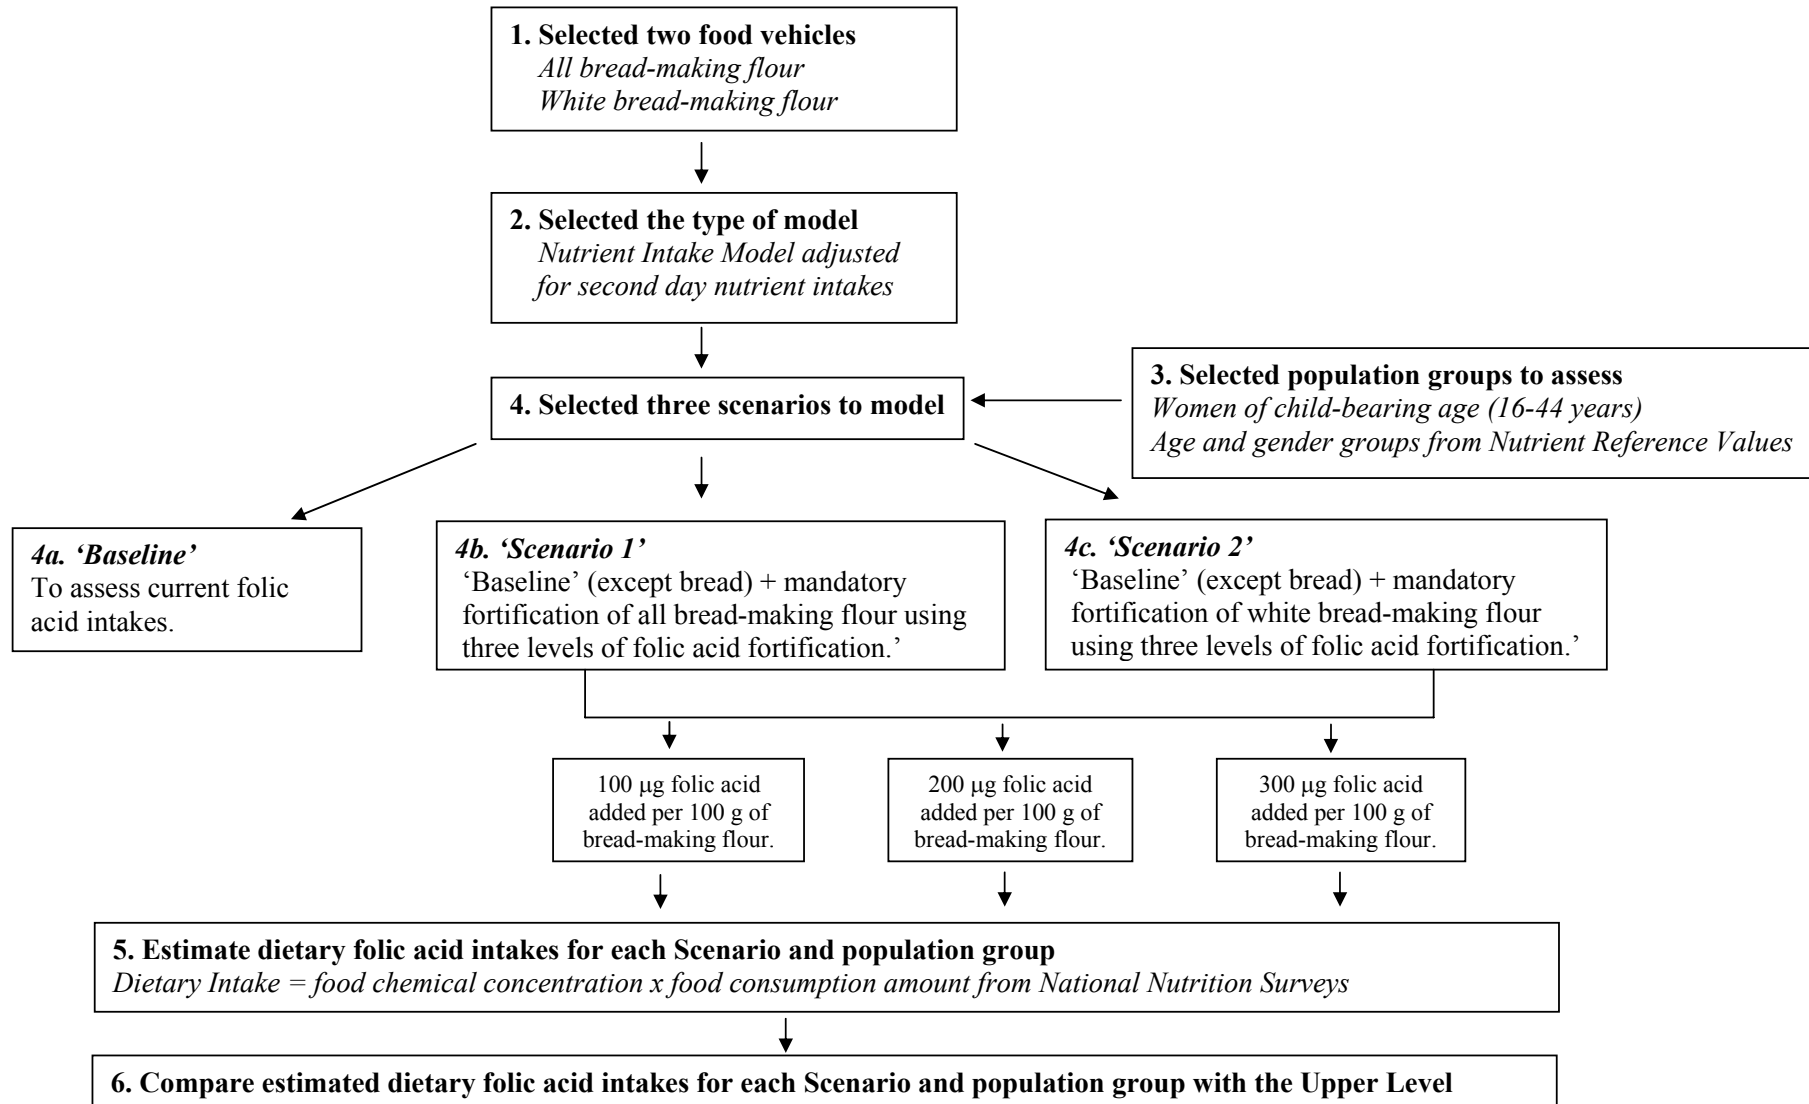 1. Selected two food vehicles
All bread-making flour
White bread-making flour
2. Selected the type of model
Nutrient Intake Model adjusted
for second day nutrient intakes
3. Selected population groups to assess
Women of child-bearing age (16-44 years)
Age and gender groups from Nutrient Reference Values
4. Selected three scenarios to model
4a. ‘Baseline’
To assess current folic
acid intakes.
4b. ‘Scenario 1’
‘Baseline’ (except bread) + mandatory
fortification of all bread-making flour using
three levels of folic acid fortification.’
4c. ‘Scenario 2’
‘Baseline’ (except bread) + mandatory
fortification of white bread-making flour
using three levels of folic acid fortification.’
100 μg folic acid
added per 100 g of
bread-making flour.
200 μg folic acid
added per 100 g of
bread-making flour.
300 μg folic acid
added per 100 g of
bread-making flour.
5. Estimate dietary folic acid intakes for each Scenario and population group
Dietary Intake = food chemical concentration x food consumption amount from National Nutrition Surveys
6. Compare estimated dietary folic acid intakes for each Scenario and population group with the Upper Level